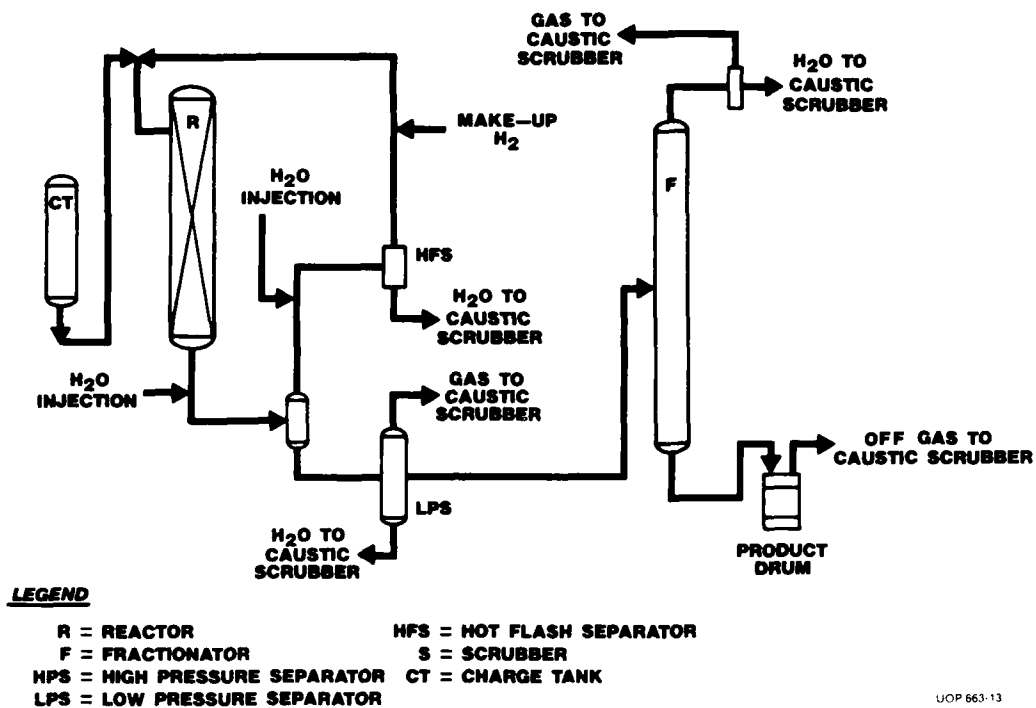 GAS TO
CAUSTIC
SCRUBBER
H2O TO
CAUSTIC
SCRUBBER
R
MAKE-UP
H2
H2O
INJECTION
CT
F
HFS
H2O TO
CAUSTIC
SCRUBBER
H2O
INJECTION
GAS TO
CAUSTIC
SCRUBBER
OFF GAS TO
CAUSTIC SCRUBBER
LPS
H2O TO
CAUSTIC
SCRUBBER
PRODUCT
DRUM
LEGEND
R = REACTOR
HFS = HOT FLASH SEPARATOR
F = FRACTIONATOR
S = SCRUBBER
HPS = HIGH PRESSURE SEPARATOR
CT = CHARGE TANK
LPS = LOW PRESSURE SEPARATOR
UOP 663-13